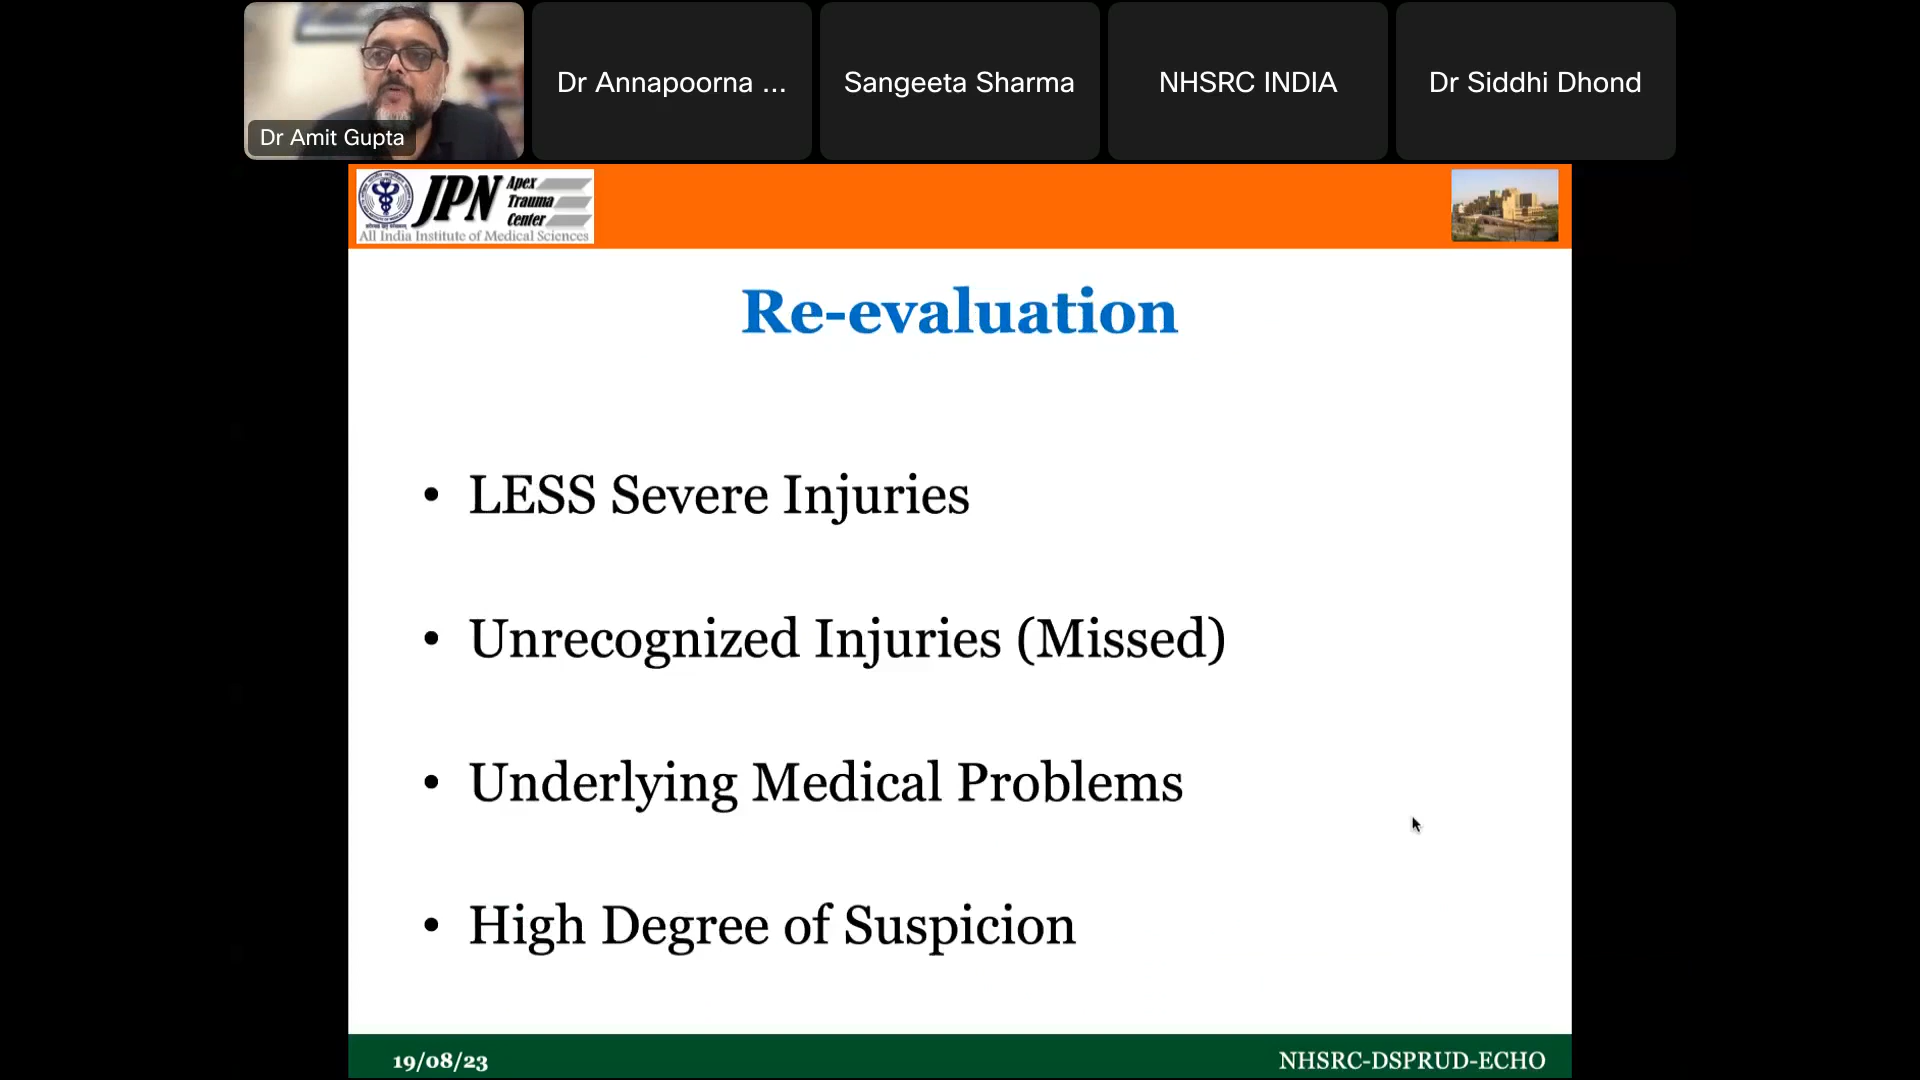 Dr Amit Gupta
Dr Annapoorna ...
Sangeeta Sharma
NHSRC INDIA
Dr Siddhi Dhond
JPN
Apex
Trauma
Center
All India Institute of Medical Sciences
Re-evaluation
• LESS Severe Injuries
• Unrecognized Injuries (Missed)
• Underlying Medical Problems
• High Degree of Suspicion
19/08/23
NHSRC-DSPRUD-ECHO